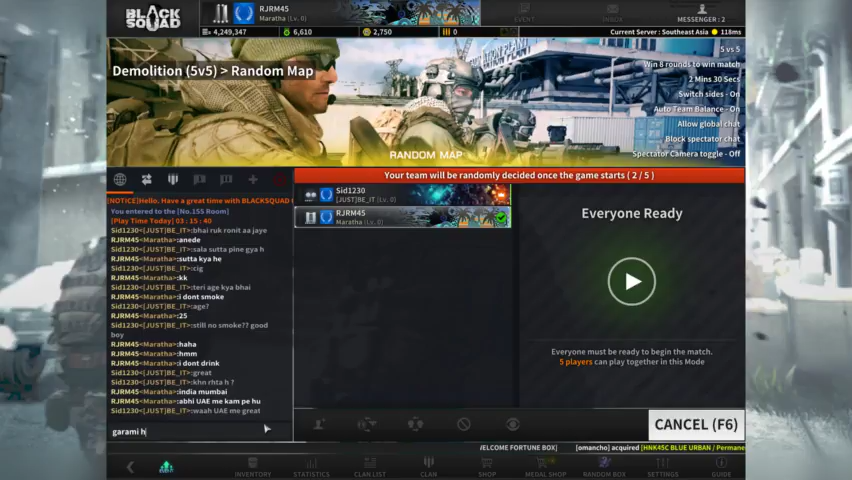 BLACK SQUAD
RJRM45
Maratha (Lv. 0)
EVENT
INBOX
MESSENGER : 2
4,249,347
6,610
2,750
0
Current Server : Southeast Asia
118ms
Demolition (5v5) > Random Map
5 vs 5
Win 8 rounds to win match
2 Mins 30 Secs
Switch sides - On
Auto Team Balance - On
Allow global chat
Block spectator chat
Spectator Camera toggle - Off
RANDOM MAP
Your team will be randomly decided once the game starts ( 2 / 5 )
Sid1230
[JUST]BE_IT (Lv. 0)
RJRM45
Maratha (Lv. 0)
Everyone Ready
Everyone must be ready to begin the match.
5 players can play together in this Mode
[NOTICE]Hello. Have a great time with BLACKSQUAD
You entered to the [No.155 Room]
[Play Time Today] 03 : 15 : 40
Sid1230<[JUST]BE_IT>:bhai ruk ronit aa jaye
RJRM45<Maratha>:anede
Sid1230<[JUST]BE_IT>:sala sutta pine gya h
RJRM45<Maratha>:sutta kya he
Sid1230<[JUST]BE_IT>:cig
RJRM45<Maratha>:kk
Sid1230<[JUST]BE_IT>:teri age kya bhai
RJRM45<Maratha>:i dont smoke
Sid1230<[JUST]BE_IT>:age?
RJRM45<Maratha>:25
Sid1230<[JUST]BE_IT>:still no smoke?? good
boy
RJRM45<Maratha>:haha
RJRM45<Maratha>:hmm
RJRM45<Maratha>:i dont drink
Sid1230<[JUST]BE_IT>:great
Sid1230<[JUST]BE_IT>:khn rhta h ?
RJRM45<Maratha>:india mumbai
RJRM45<Maratha>:abhi UAE me kam pe hu
Sid1230<[JUST]BE_IT>:waah UAE me great
garami h
CANCEL (F6)
/ELCOME FORTUNE BOX]
[omancho] acquired [HNK45C BLUE URBAN / Permane
INVENTORY
STATISTICS
CLAN LIST
CLAN
SHOP
MEDAL SHOP
RANDOM BOX
SETTINGS
GUIDE